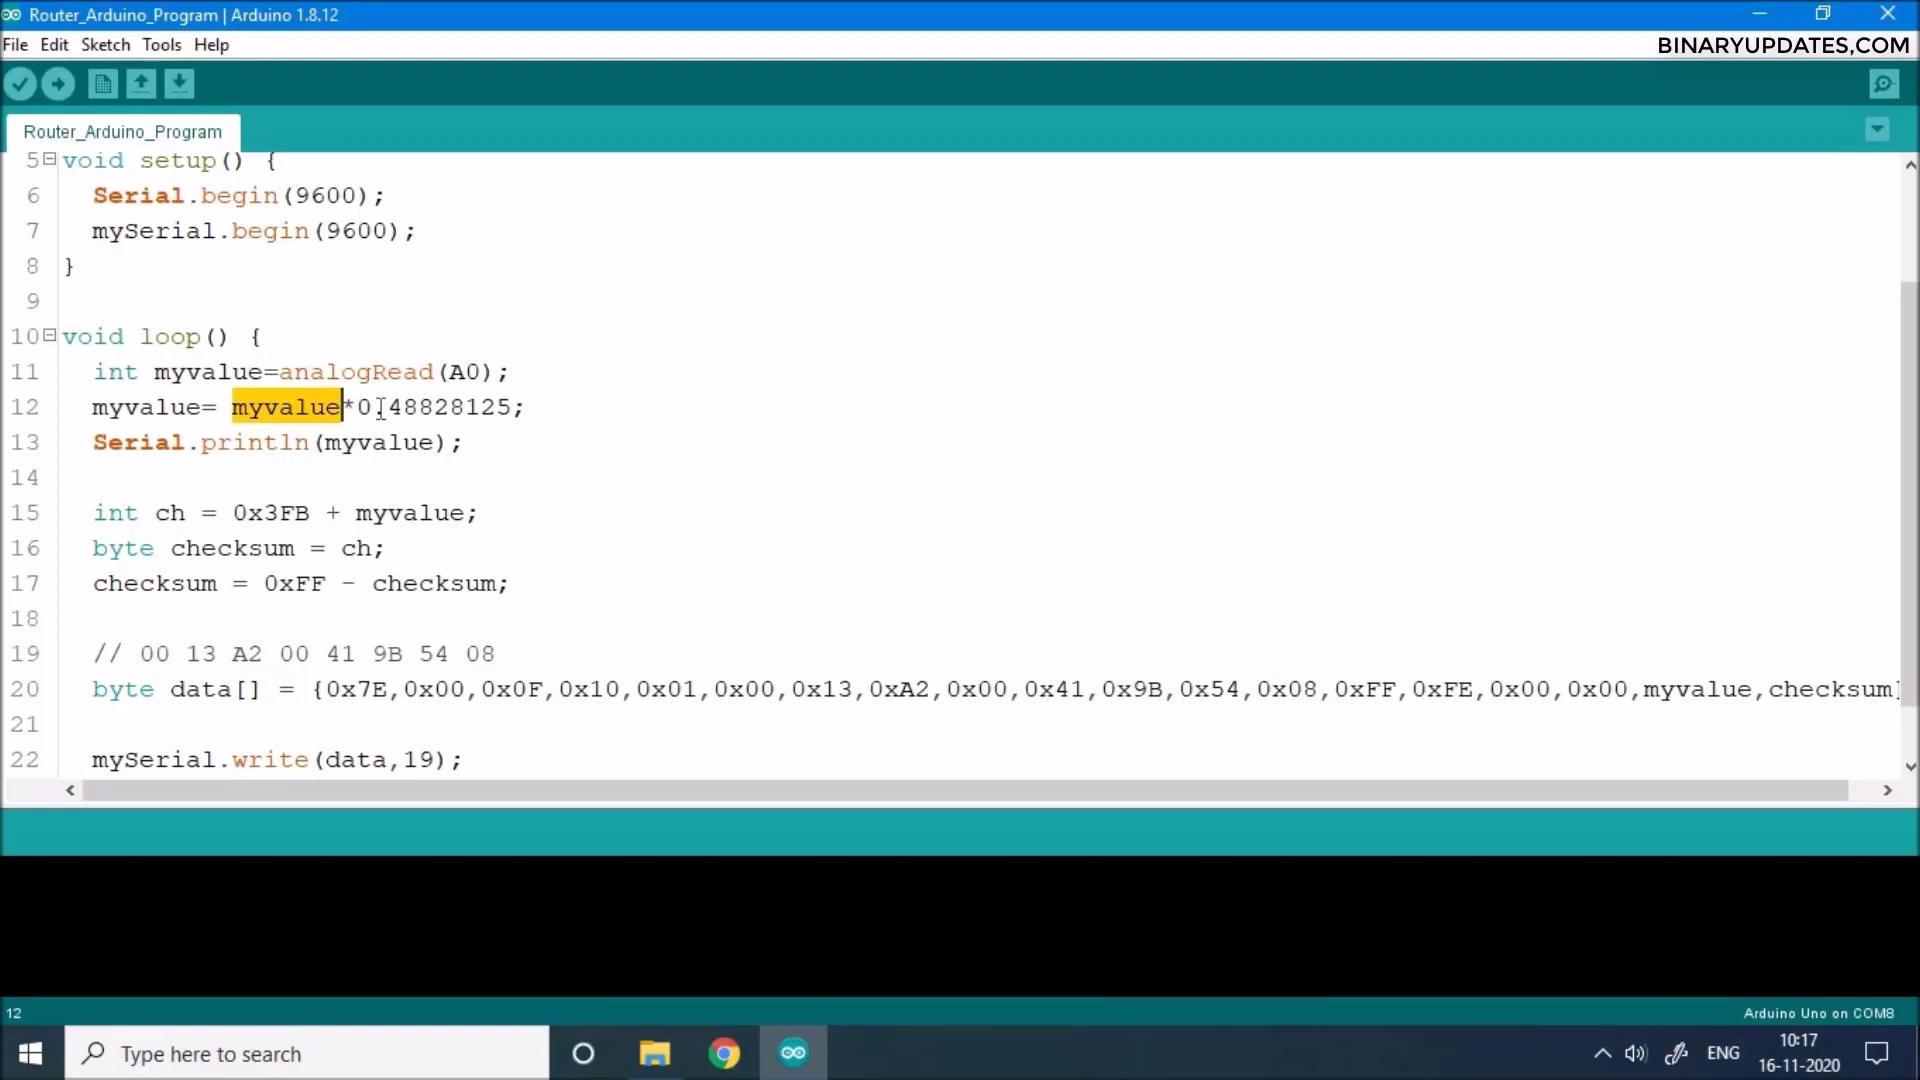 Router_Arduino_Program | Arduino 1.8.12
File Edit Sketch Tools Help
BINARYUPDATES.COM
Router_Arduino_Program
5 void setup() {
6 Serial.begin(9600);
7 mySerial.begin(9600);
8 }
9
10 void loop() {
11 int myvalue=analogRead(A0);
12 myvalue= myvalue*0.48828125;
13 Serial.println(myvalue);
14
15 int ch = 0x3FB + myvalue;
16 byte checksum = ch;
17 checksum = 0xFF - checksum;
18
19 // 00 13 A2 00 41 9B 54 08
20 byte data[] = {0x7E,0x00,0x0F,0x10,0x01,0x00,0x13,0xA2,0x00,0x41,0x9B,0x54,0x08,0xFF,0xFE,0x00,0x00,myvalue,checksum
21
22 mySerial.write(data,19);
12
Arduino Uno on COM8
Type here to search
ENG
10:17
16-11-2020